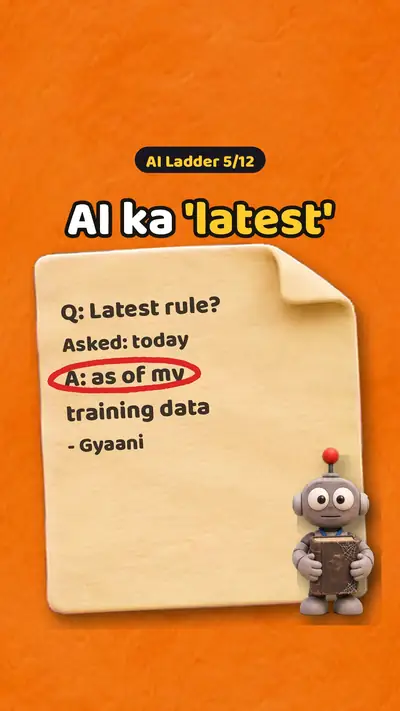 AI Ladder 5/12
AI ka 'latest'
Q: Latest rule?
Asked: today
A: as of my
training data
- Gyaani